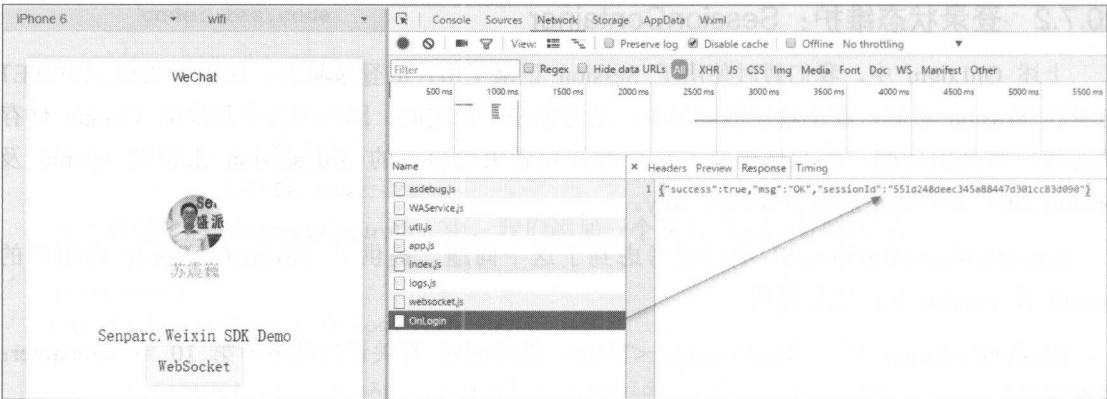 iPhone 6 wifi
Console Sources Network Storage AppData Wxml
View: Preserve log Disable cache Offline No throttling
WeChat
Filter Regex Hide data URLs All XHR JS CSS Img Media Font Doc WS Manifest Other
500 ms 1000 ms 1500 ms 2000 ms 2500 ms 3000 ms 3500 ms 4000 ms 4500 ms 5000 ms 5500 ms
Name × Headers Preview Response Timing
asdebug.js
1 {"success":true,"msg":"OK","sessionId":"551d248deec345a88447d301cc83d090"}
WAService.js
util.js
app.js
index.js
logs.js
websocket.js
OnLogin
盛派
苏震巍
Senparc.Weixin SDK Demo
WebSocket